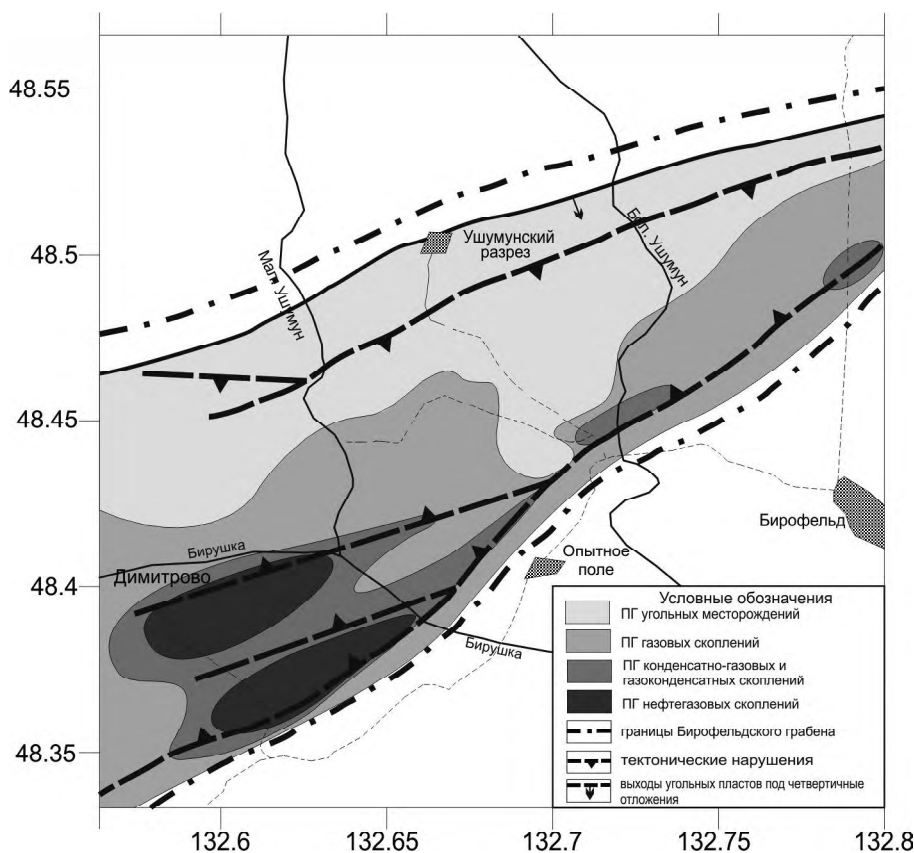 48.55
48.5
48.45
48.4
48.35
132.6
132.65
132.7
132.75
132.8
Мал. Ушумун
Ушумунский
разрез
Бол. Ушумун
Бирушка
Димитрово
Опытное
поле
Бирофельд
Бирушка
Условные обозначения
ПГ угольных месторождений
ПГ газовых скоплений
ПГ конденсатно-газовых и
газоконденсатных скоплений
ПГ нефтегазовых скоплений
границы Бирофельдского грабена
тектонические нарушения
выходы угольных пластов под четвертичные
отложения